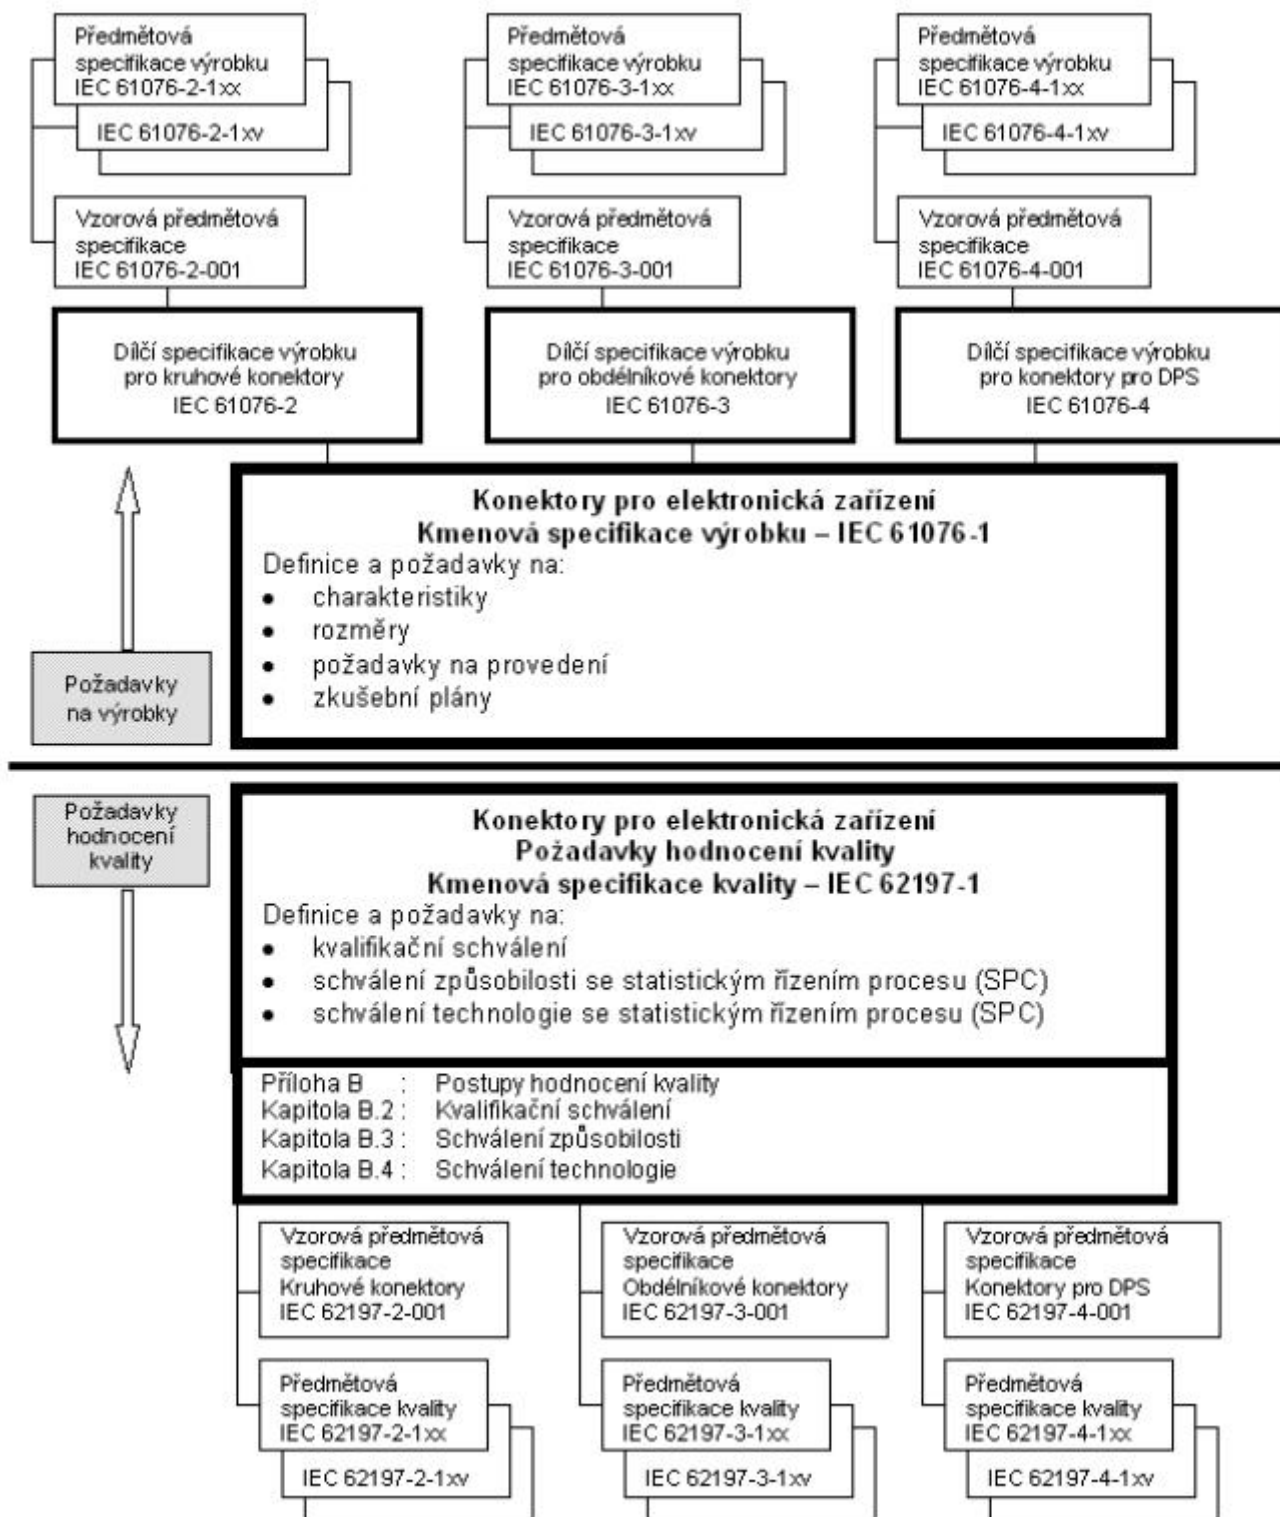 Předmětová
specifikace výrobku
IEC 61076-2-1xx
IEC 61076-2-1xv
Vzorová předmětová
specifikace
IEC 61076-2-001
Dílčí specifikace výrobku
pro kruhové konektory
IEC 61076-2
Předmětová
specifikace výrobku
IEC 61076-3-1xx
IEC 61076-3-1xv
Vzorová předmětová
specifikace
IEC 61076-3-001
Dílčí specifikace výrobku
pro obdélníkové konektory
IEC 61076-3
Předmětová
specifikace výrobku
IEC 61076-4-1xx
IEC 61076-4-1xv
Vzorová předmětová
specifikace
IEC 61076-4-001
Dílčí specifikace výrobku
pro konektory pro DPS
IEC 61076-4
Požadavky
na výrobky
Konektory pro elektronická zařízení
Kmenová specifikace výrobku – IEC 61076-1
Definice a požadavky na:
• charakteristiky
• rozměry
• požadavky na provedení
• zkušební plány
Požadavky
hodnocení
kvality
Konektory pro elektronická zařízení
Požadavky hodnocení kvality
Kmenová specifikace kvality – IEC 62197-1
Definice a požadavky na:
• kvalifikační schválení
• schválení způsobilosti se statistickým řízením procesu (SPC)
• schválení technologie se statistickým řízením procesu (SPC)
Příloha B : Postupy hodnocení kvality
Kapitola B.2 : Kvalifikační schválení
Kapitola B.3 : Schválení způsobilosti
Kapitola B.4 : Schválení technologie
Vzorová předmětová
specifikace
Kruhové konektory
IEC 62197-2-001
Předmětová
specifikace kvality
IEC 62197-2-1xx
IEC 62197-2-1xv
Vzorová předmětová
specifikace
Obdélníkové konektory
IEC 62197-3-001
Předmětová
specifikace kvality
IEC 62197-3-1xx
IEC 62197-3-1xv
Vzorová předmětová
specifikace
Konektory pro DPS
IEC 62197-4-001
Předmětová
specifikace kvality
IEC 62197-4-1xx
IEC 62197-4-1xv